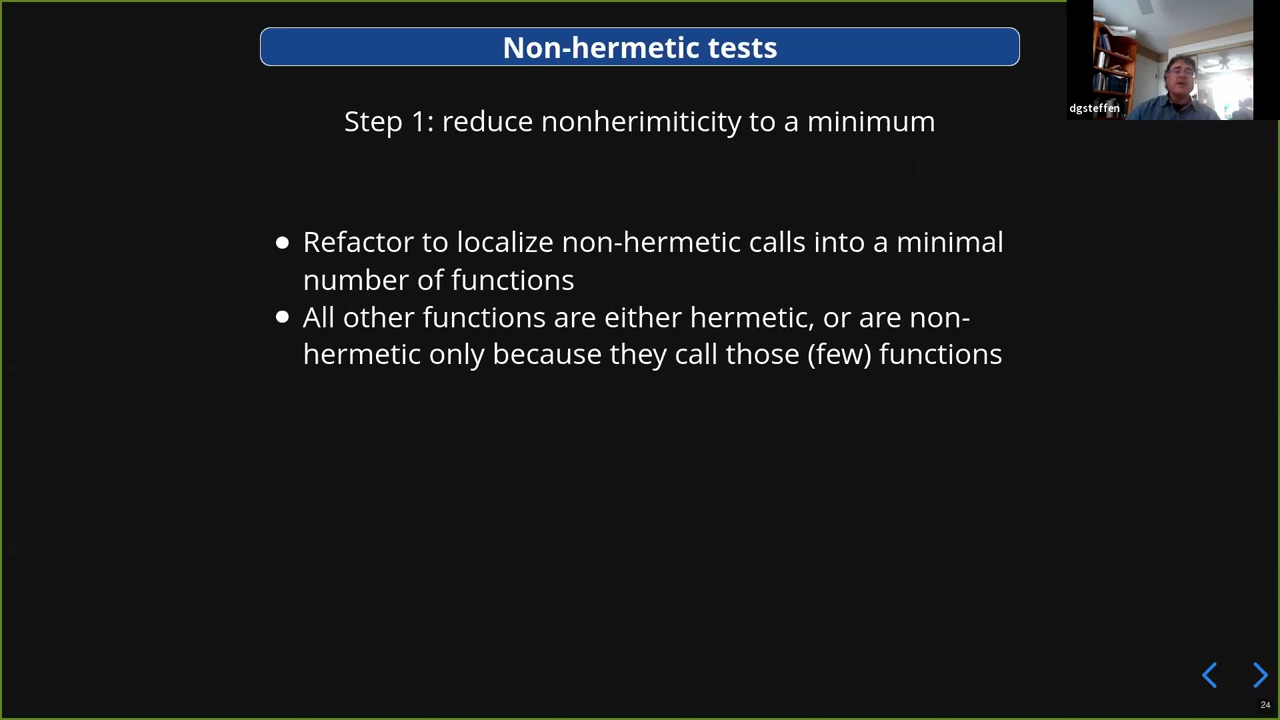 Non-hermetic tests
dgsteffen
Step 1: reduce nonherimiticity to a minimum
● Refactor to localize non-hermetic calls into a minimal
number of functions
● All other functions are either hermetic, or are non-
hermetic only because they call those (few) functions
24